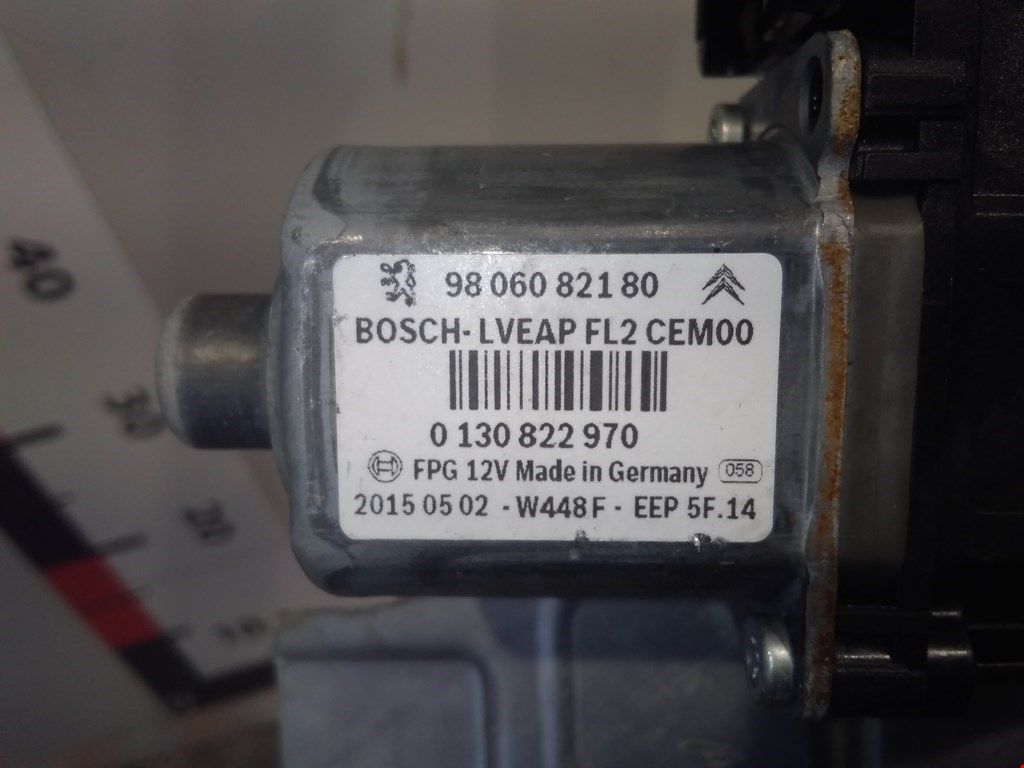 98 060 821 80
BOSCH- LVEAP FL2 CEM00
0 130 822 970
FPG 12V Made in Germany 058
2015 05 02 - W448F - EEP 5F.14
40
30
20